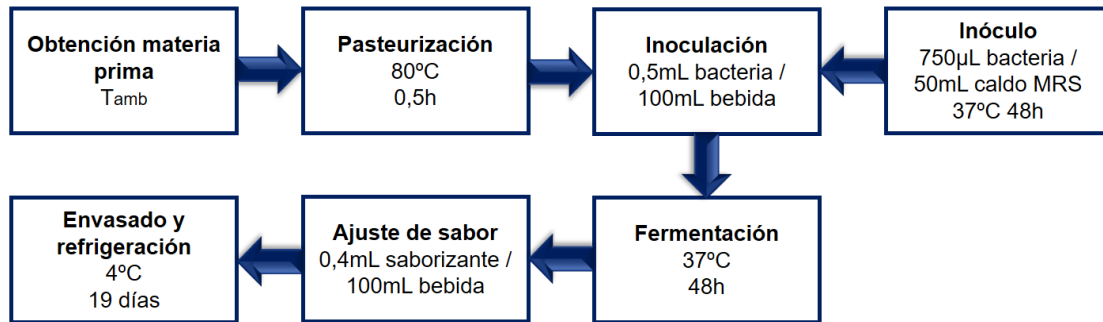 Obtención materia
prima
Tamb
Pasteurización
80ºC
0,5h
Inoculación
0,5mL bacteria /
100mL bebida
Inóculo
750µL bacteria /
50mL caldo MRS
37ºC 48h
Envasado y
refrigeración
4ºC
19 días
Ajuste de sabor
0,4mL saborizante /
100mL bebida
Fermentación
37ºC
48h